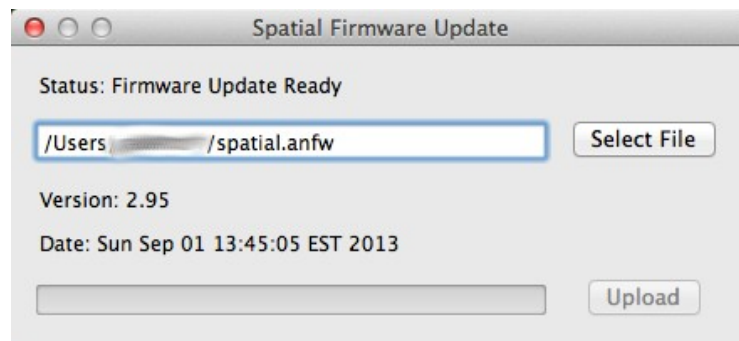 Spatial Firmware Update
Status: Firmware Update Ready
/Users/ /spatial.anfw Select File
Version: 2.95
Date: Sun Sep 01 13:45:05 EST 2013
Upload